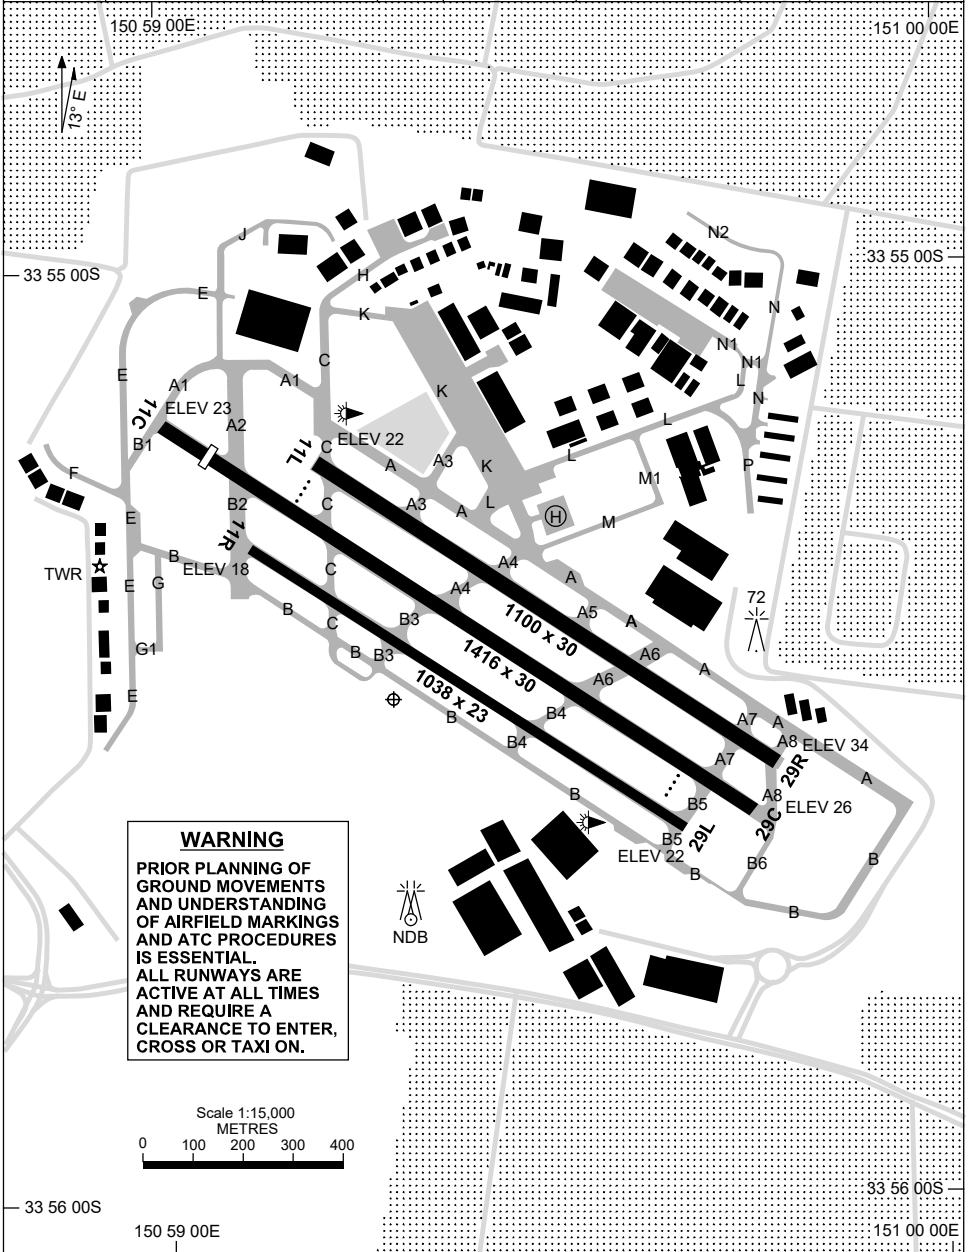 150 59 00E
151 00 00E
13° E
N2
J
33 55 00S
33 55 00S
H
E
N
K
C
N1
E
N1
A1
A1
L
K
N
11C
ELEV 23
A2
ELEV 22
L
B1
11L
C
A
A3
K
L
P
F
M1
B2
C
A3
A
L
E
11R
H
M
B
TWR
ELEV 18
C
A4
A
E
G
A4
72
B
C
B3
A5
A
1100 x 30
G1
B
B3
1416 x 30
A6
A
E
1038 x 23
A6
B
B4
A7
A
B4
A8
ELEV 34
A7
29R
A
B
A8
B5
ELEV 26
29C
B5
29L
ELEV 22
B6
B
B
B
WARNING
PRIOR PLANNING OF
GROUND MOVEMENTS
AND UNDERSTANDING
OF AIRFIELD MARKINGS
AND ATC PROCEDURES
IS ESSENTIAL.
ALL RUNWAYS ARE
ACTIVE AT ALL TIMES
AND REQUIRE A
CLEARANCE TO ENTER,
CROSS OR TAXI ON.
NDB
Scale 1:15,000
METRES
0 100 200 300 400
33 56 00S
33 56 00S
150 59 00E
151 00 00E